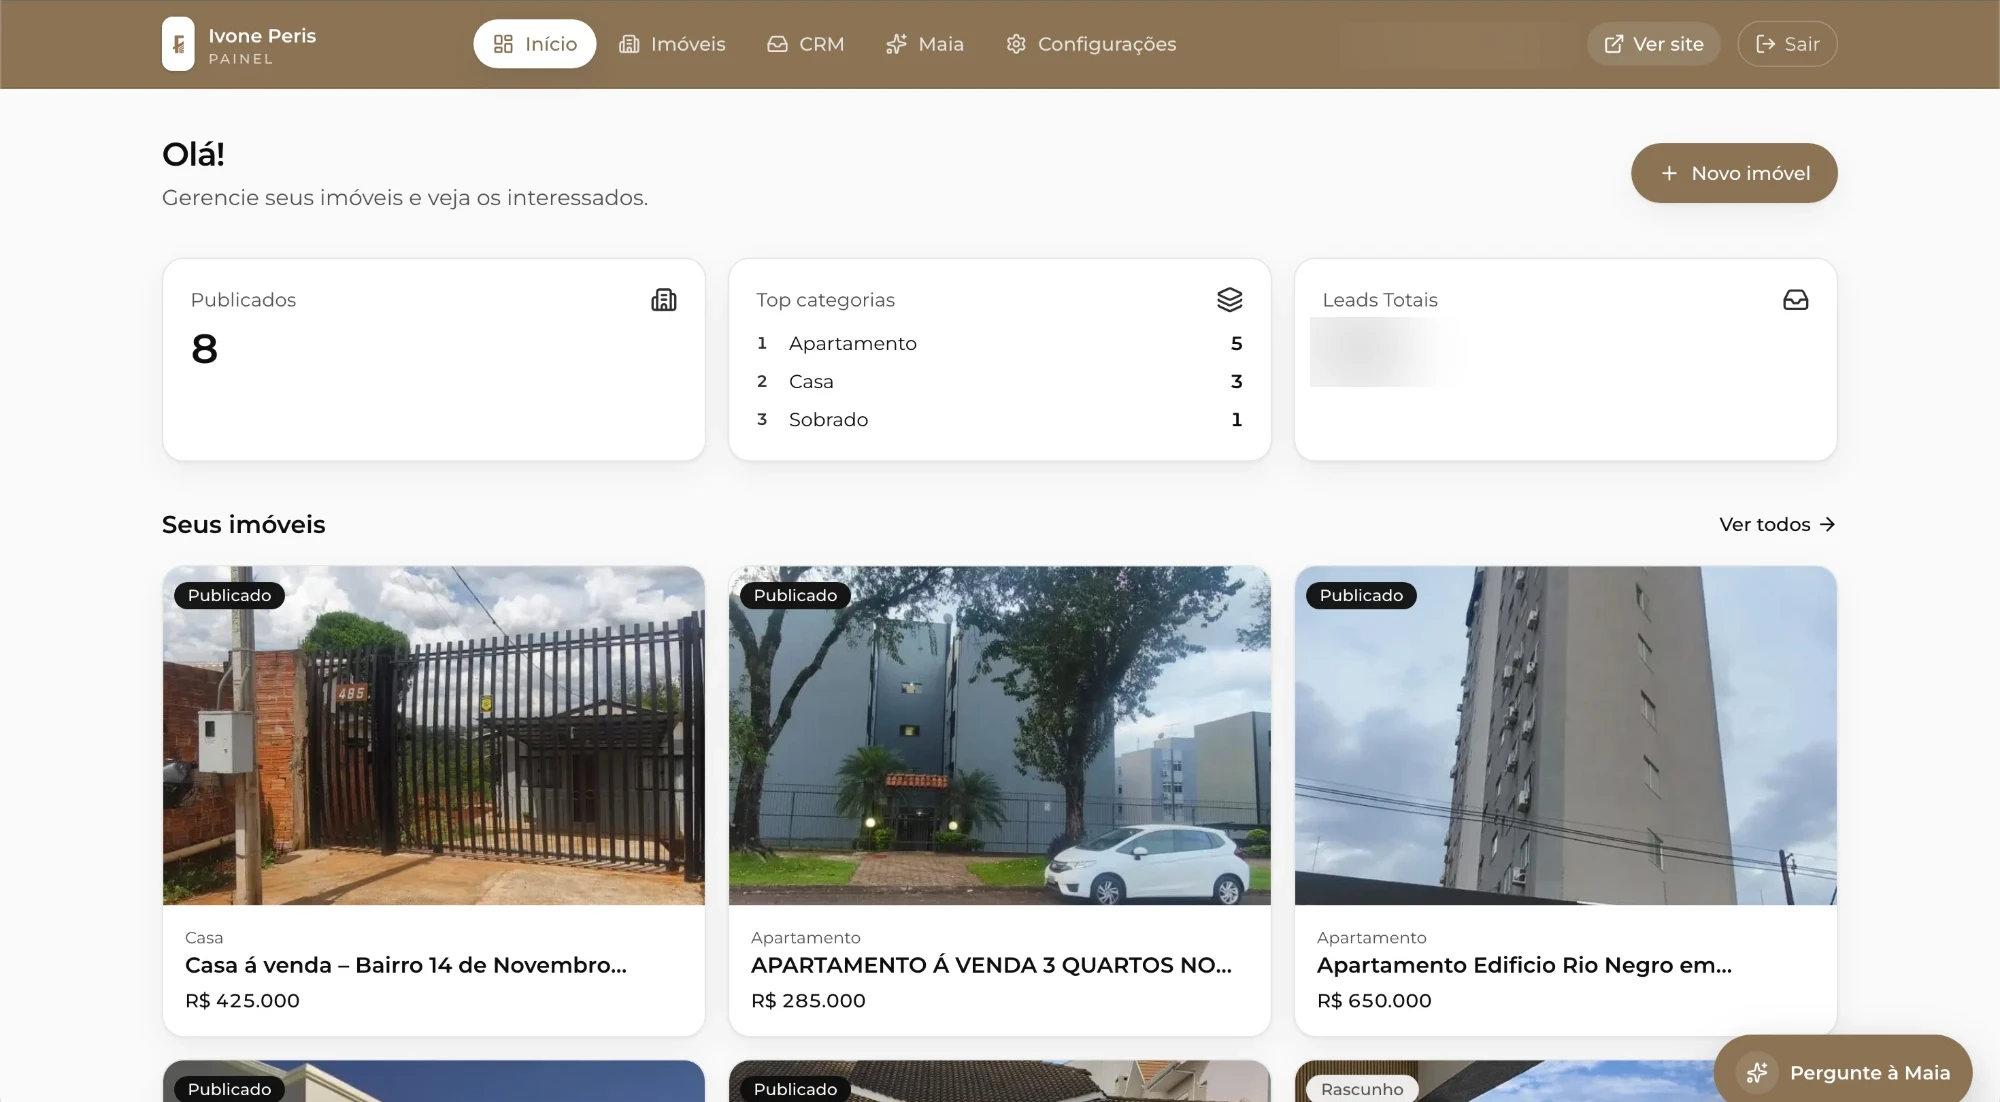 Ivone Peris
PAINEL
Início
Imóveis
CRM
Maia
Configurações
Ver site
Sair
Olá!
Gerencie seus imóveis e veja os interessados.
+ Novo imóvel
Publicados
8
Top categorias
1 Apartamento 5
2 Casa 3
3 Sobrado 1
Leads Totais
Seus imóveis
Ver todos →
Publicado
485
Casa
Casa á venda – Bairro 14 de Novembro...
R$ 425.000
Publicado
Apartamento
APARTAMENTO Á VENDA 3 QUARTOS NO...
R$ 285.000
Publicado
Apartamento
Apartamento Edificio Rio Negro em...
R$ 650.000
Publicado
Publicado
Rascunho
Pergunte à Maia